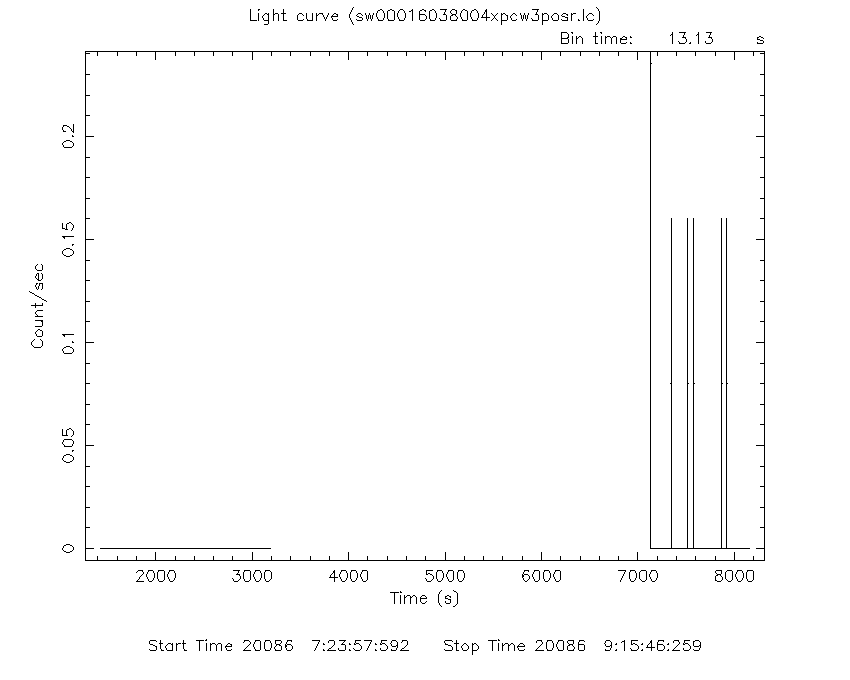 Light curve (sw00016038004xpcw3posr.lc)
Bin time: 13.13 s
0.2
0.15
0.1
0.05
0
Count/sec
2000 3000 4000 5000 6000 7000 8000
Time (s)
Start Time 20086 7:23:57:592 Stop Time 20086 9:15:46:259